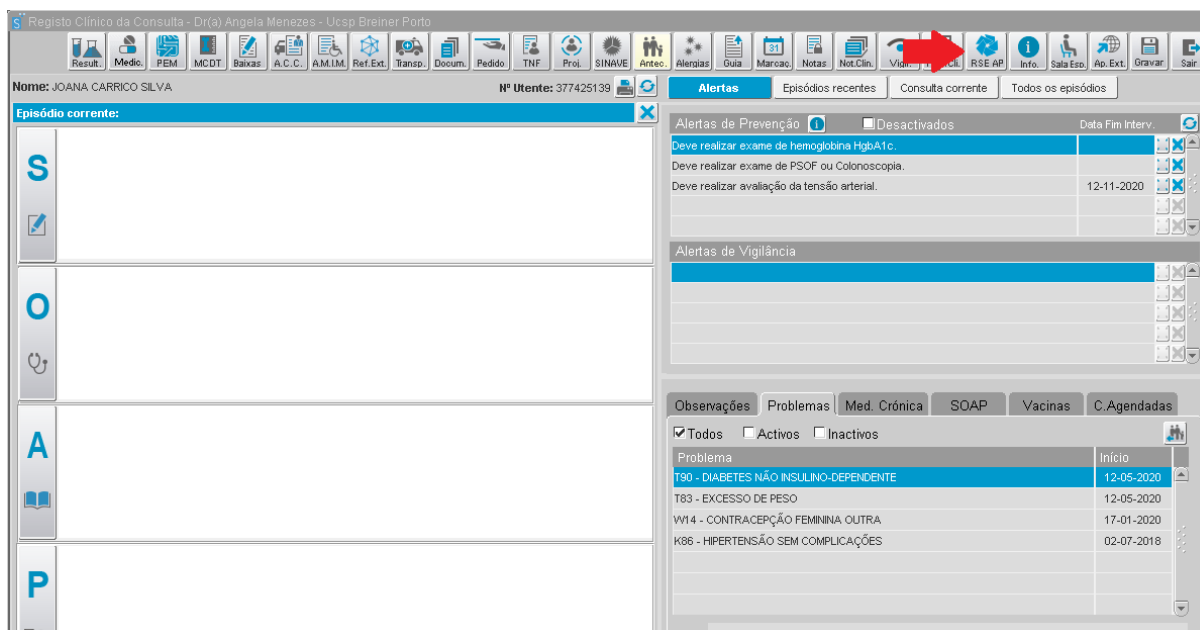 Registo Clínico da Consulta - Dr(a) Angela Menezes - Ucsp Breiner Porto
Result. Medic. PEM MCDT Baixas A.C.C. A.M.I.M. Ref.Ext. Transp. Docum. Pedido TNF Proj. SINAVE Antec. Alergias Guia Marcac. Notas Not.Clin. RSE AP Info. Sala Esp. Ap. Ext. Gravar Sair
Nome: JOANA CARRICO SILVA Nº Utente: 377425139
Episódio corrente:
S
O
A
P
Alertas Episódios recentes Consulta corrente Todos os episódios
Alertas de Prevenção Desactivados Data Fim Interv.
Deve realizar exame de hemoglobina HgbA1c.
Deve realizar exame de PSOF ou Colonoscopia.
Deve realizar avaliação da tensão arterial. 12-11-2020
Alertas de Vigilância
Observações Problemas Med. Crónica SOAP Vacinas C.Agendadas
Todos Activos Inactivos
Problema Início
T90 - DIABETES NÃO INSULINO-DEPENDENTE 12-05-2020
T83 - EXCESSO DE PESO 12-05-2020
W14 - CONTRACEPÇÃO FEMININA OUTRA 17-01-2020
K86 - HIPERTENSÃO SEM COMPLICAÇÕES 02-07-2018